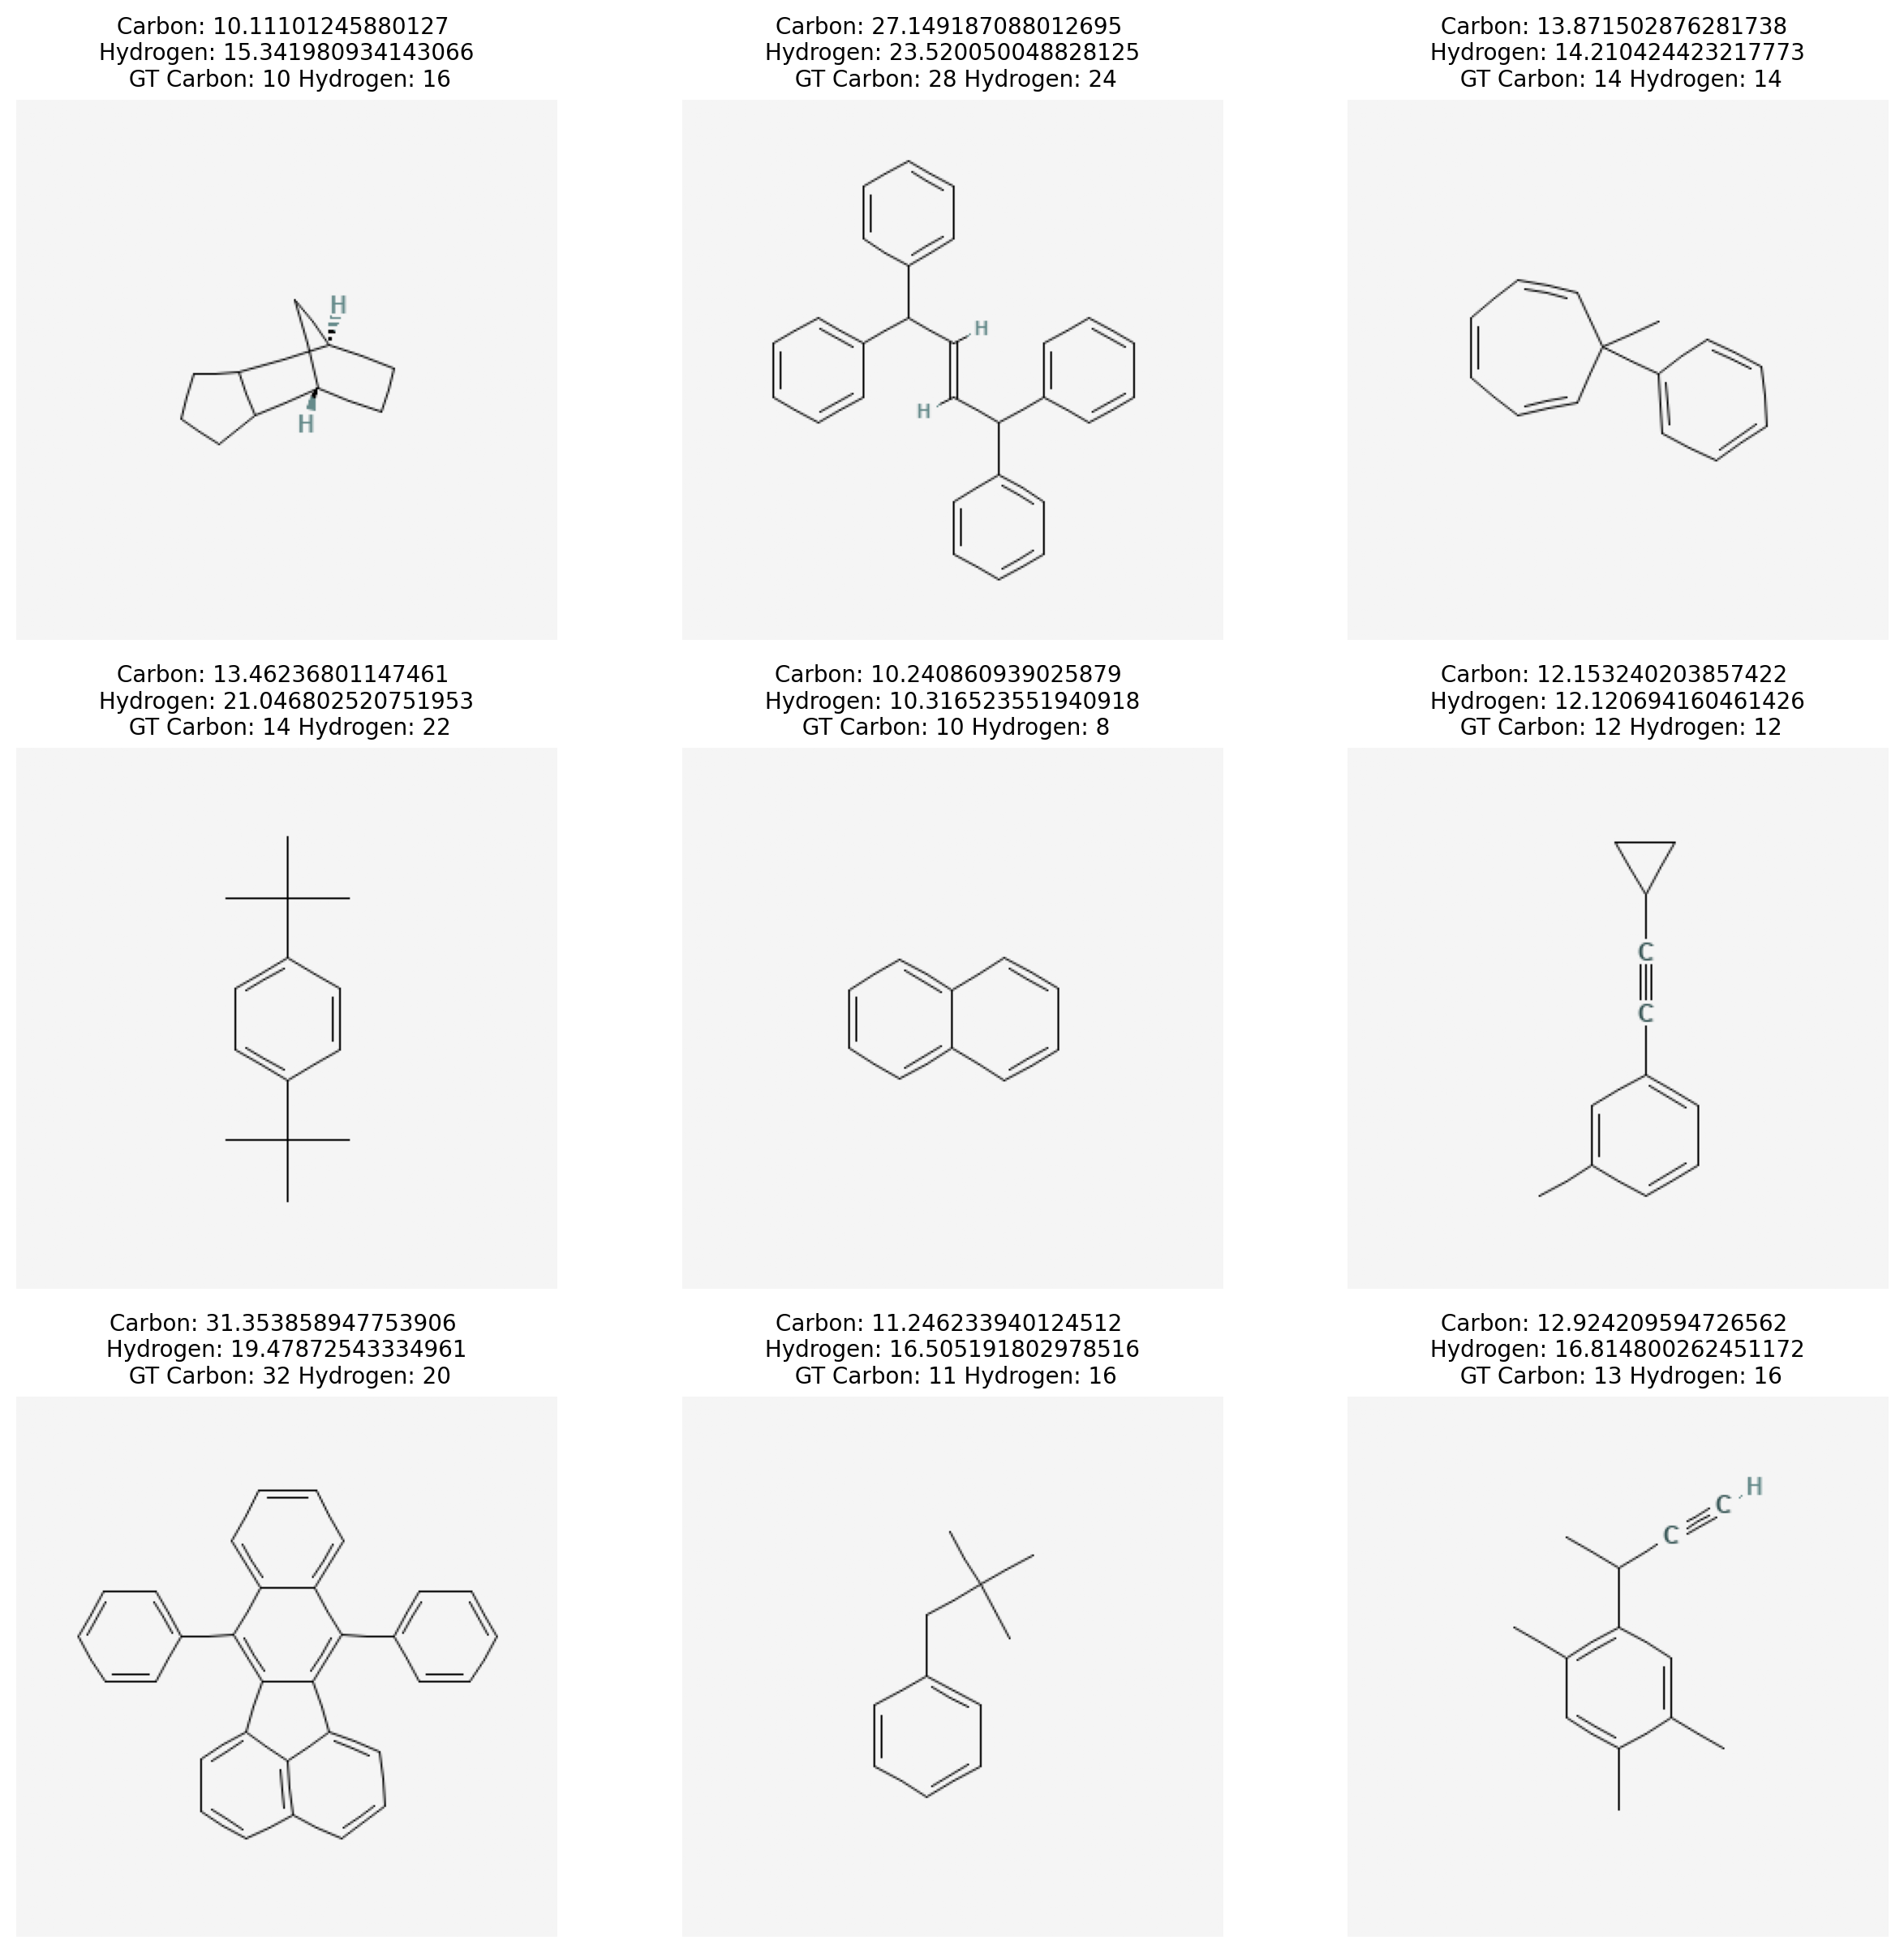 Carbon: 10.11101245880127
Hydrogen: 15.341980934143066
GT Carbon: 10 Hydrogen: 16
H
H
Carbon: 27.149187088012695
Hydrogen: 23.520050048828125
GT Carbon: 28 Hydrogen: 24
H
H
Carbon: 13.871502876281738
Hydrogen: 14.210424423217773
GT Carbon: 14 Hydrogen: 14
Carbon: 13.46236801147461
Hydrogen: 21.046802520751953
GT Carbon: 14 Hydrogen: 22
Carbon: 10.240860939025879
Hydrogen: 10.316523551940918
GT Carbon: 10 Hydrogen: 8
Carbon: 12.153240203857422
Hydrogen: 12.120694160461426
GT Carbon: 12 Hydrogen: 12
C
C
Carbon: 31.353858947753906
Hydrogen: 19.47872543334961
GT Carbon: 32 Hydrogen: 20
Carbon: 11.246233940124512
Hydrogen: 16.505191802978516
GT Carbon: 11 Hydrogen: 16
Carbon: 12.924209594726562
Hydrogen: 16.814800262451172
GT Carbon: 13 Hydrogen: 16
H
C
C